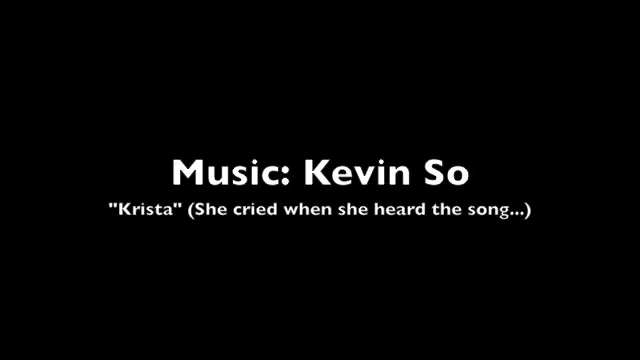 Music: Kevin So
"Krista" (She cried when she heard the song...)